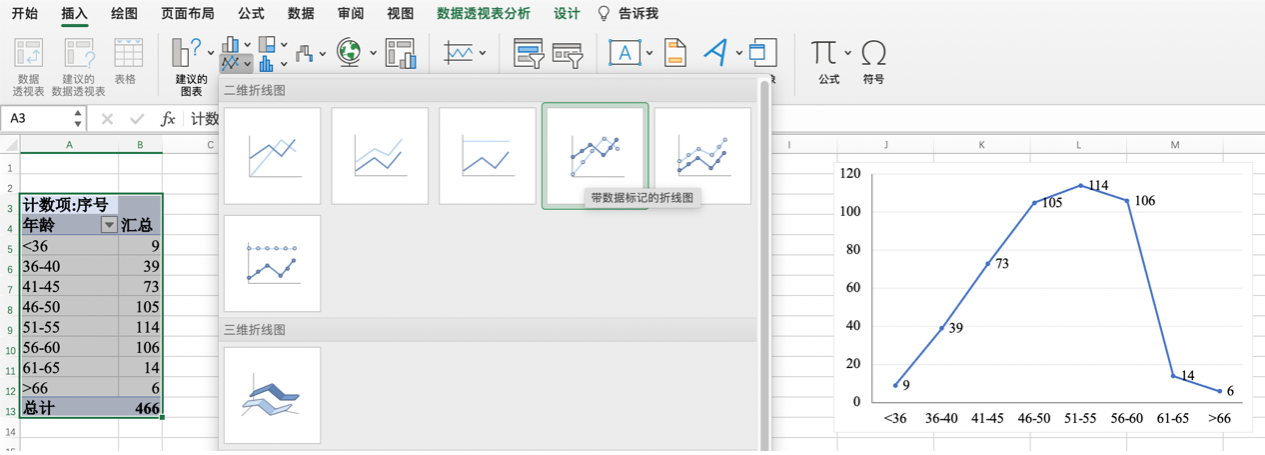 开始 插入 绘图 页面布局 公式 数据 审阅 视图 数据透视表分析 设计 告诉我
数据透视表
建议的数据透视表
表格
建议的图表
公式
符号
A3
fx 计数
二维折线图
带数据标记的折线图
三维折线图
A B C I J K L M
1
2
3 计数项:序号
4 年龄 汇总
5 <36 9
6 36-40 39
7 41-45 73
8 46-50 105
9 51-55 114
10 56-60 106
11 61-65 14
12 >66 6
13 总计 466
14
120
100
80
60
40
20
0
9 39 73 105 114 106 14 6
<36 36-40 41-45 46-50 51-55 56-60 61-65 >66